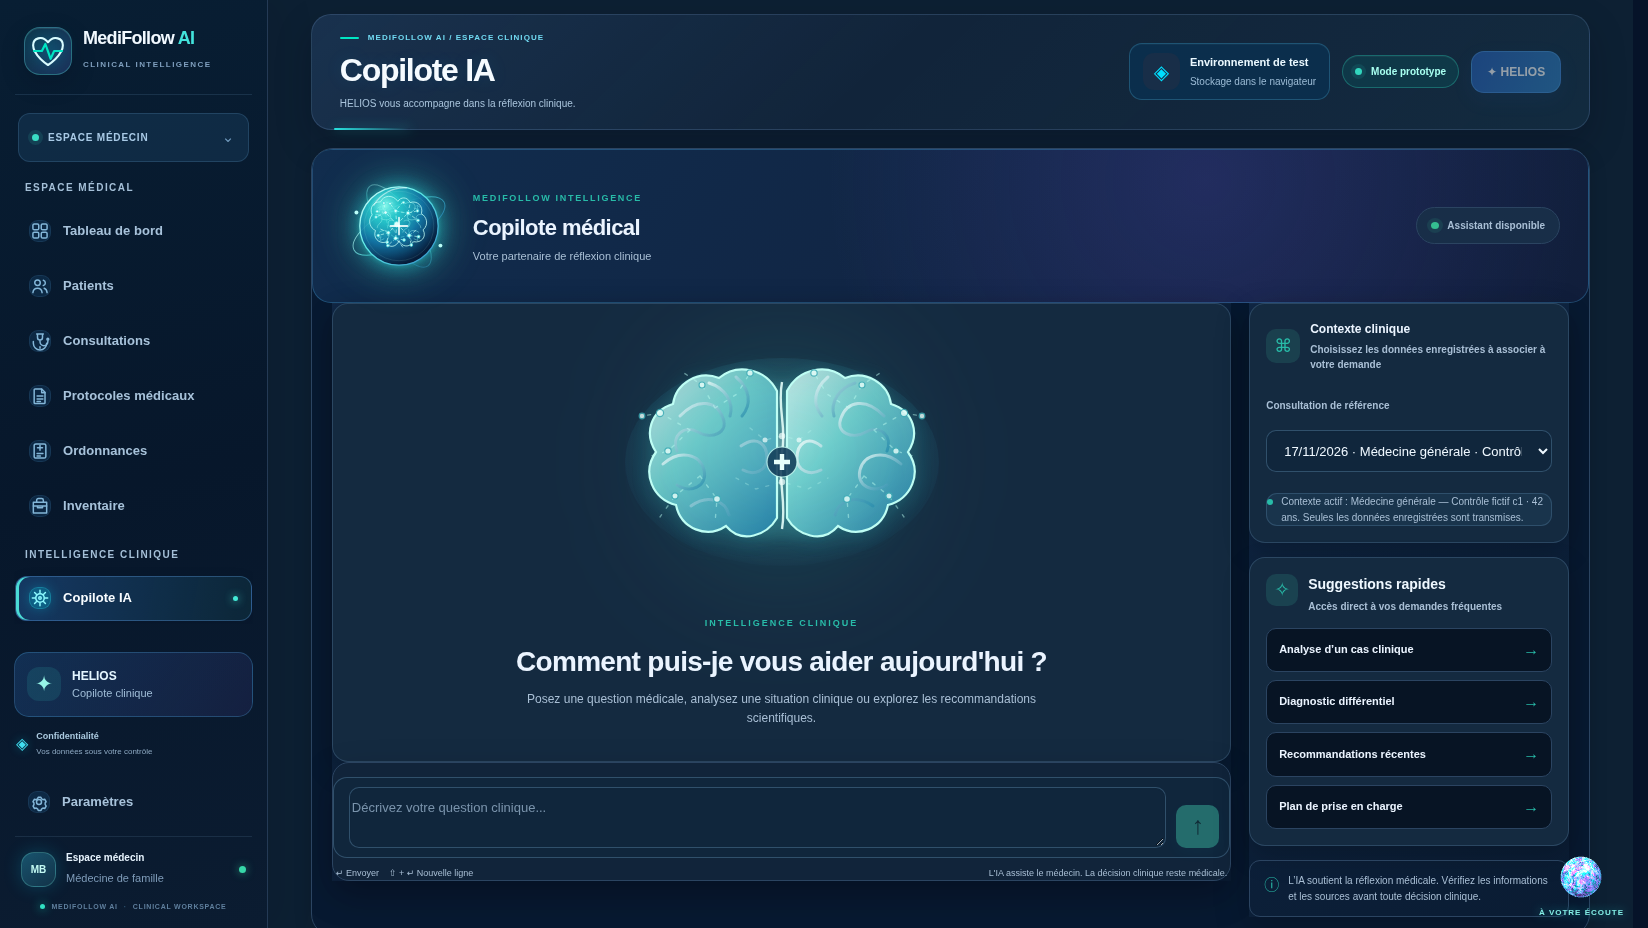 MediFollow AI
CLINICAL INTELLIGENCE
ESPACE MÉDECIN
ESPACE MÉDICAL
Tableau de bord
Patients
Consultations
Protocoles médicaux
Ordonnances
Inventaire
INTELLIGENCE CLINIQUE
Copilote IA
HELIOS
Copilote clinique
Confidentialité
Vos données sous votre contrôle
Paramètres
MB
Espace médecin
Médecine de famille
MEDIFOLLOW AI · CLINICAL WORKSPACE
MEDIFOLLOW AI / ESPACE CLINIQUE
Copilote IA
HELIOS vous accompagne dans la réflexion clinique.
Environnement de test
Stockage dans le navigateur
Mode prototype
✦ HELIOS
MEDIFOLLOW INTELLIGENCE
Copilote médical
Votre partenaire de réflexion clinique
Assistant disponible
INTELLIGENCE CLINIQUE
Comment puis-je vous aider aujourd'hui ?
Posez une question médicale, analysez une situation clinique ou explorez les recommandations
scientifiques.
Décrivez votre question clinique...
↑
↵ Envoyer ⇧ + ↵ Nouvelle ligne
L'IA assiste le médecin. La décision clinique reste médicale.
Contexte clinique
Choisissez les données enregistrées à associer à
votre demande
Consultation de référence
17/11/2026 · Médecine générale · Contrô
Contexte actif : Médecine générale — Contrôle fictif c1 · 42
ans. Seules les données enregistrées sont transmises.
Suggestions rapides
Accès direct à vos demandes fréquentes
Analyse d'un cas clinique →
Diagnostic différentiel →
Recommandations récentes →
Plan de prise en charge →
L'IA soutient la réflexion médicale. Vérifiez les informations
et les sources avant toute décision clinique.
À VOTRE ÉCOUTE